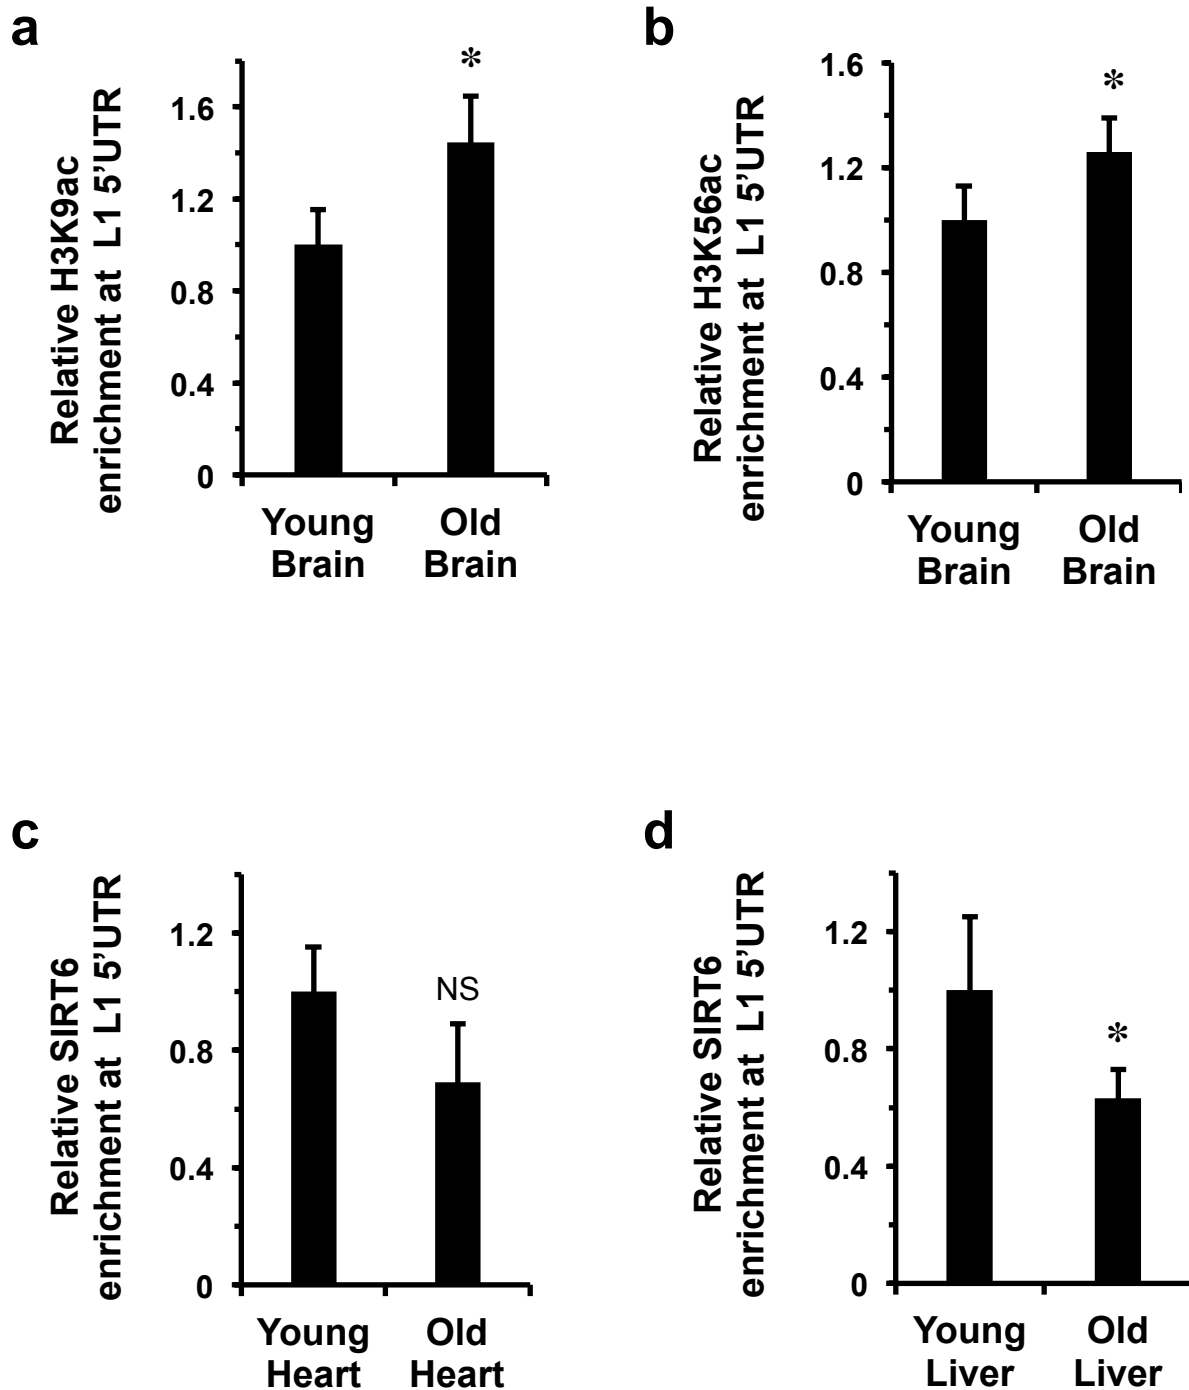 a
Relative H3K9ac
enrichment at L1 5’UTR
1.6
1.2
0.8
0.4
0
*
Young
Brain
Old
Brain
b
Relative H3K56ac
enrichment at L1 5’UTR
1.6
1.2
0.8
0.4
0
*
Young
Brain
Old
Brain
c
Relative SIRT6
enrichment at L1 5’UTR
1.2
0.8
0.4
0
NS
Young
Heart
Old
Heart
d
Relative SIRT6
enrichment at L1 5’UTR
1.2
0.8
0.4
0
*
Young
Liver
Old
Liver